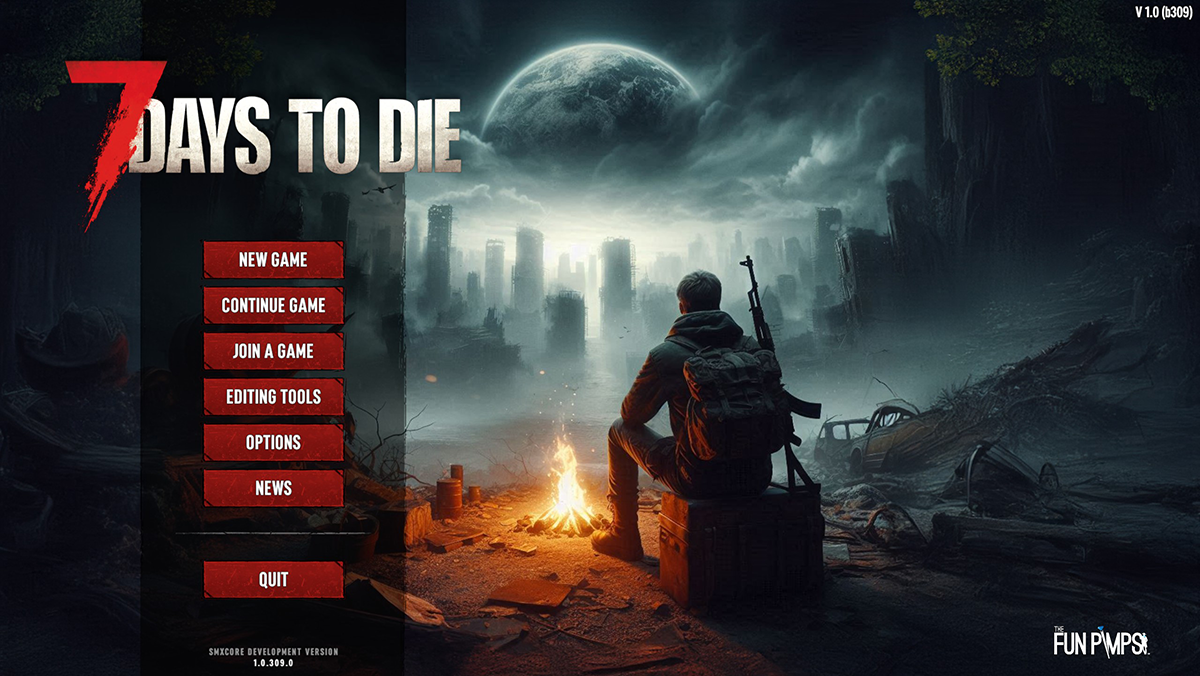 V 1.0 (b309)
7 DAYS TO DIE
NEW GAME
CONTINUE GAME
JOIN A GAME
EDITING TOOLS
OPTIONS
NEWS
QUIT
SMXCORE DEVELOPMENT VERSION
1.0.309.0
THE
FUN PIMPS